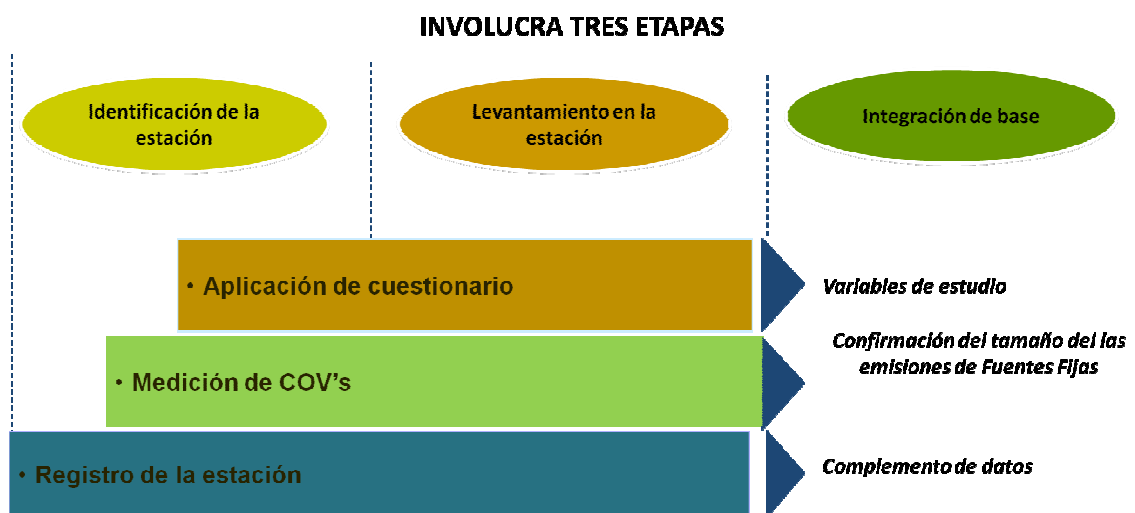 INVOLUCRA TRES ETAPAS
Identificación de la
estación
Levantamiento en la
estación
Integración de base
• Aplicación de cuestionario
Variables de estudio
• Medición de COV’s
Confirmación del tamaño del las
emisiones de Fuentes Fijas
• Registro de la estación
Complemento de datos